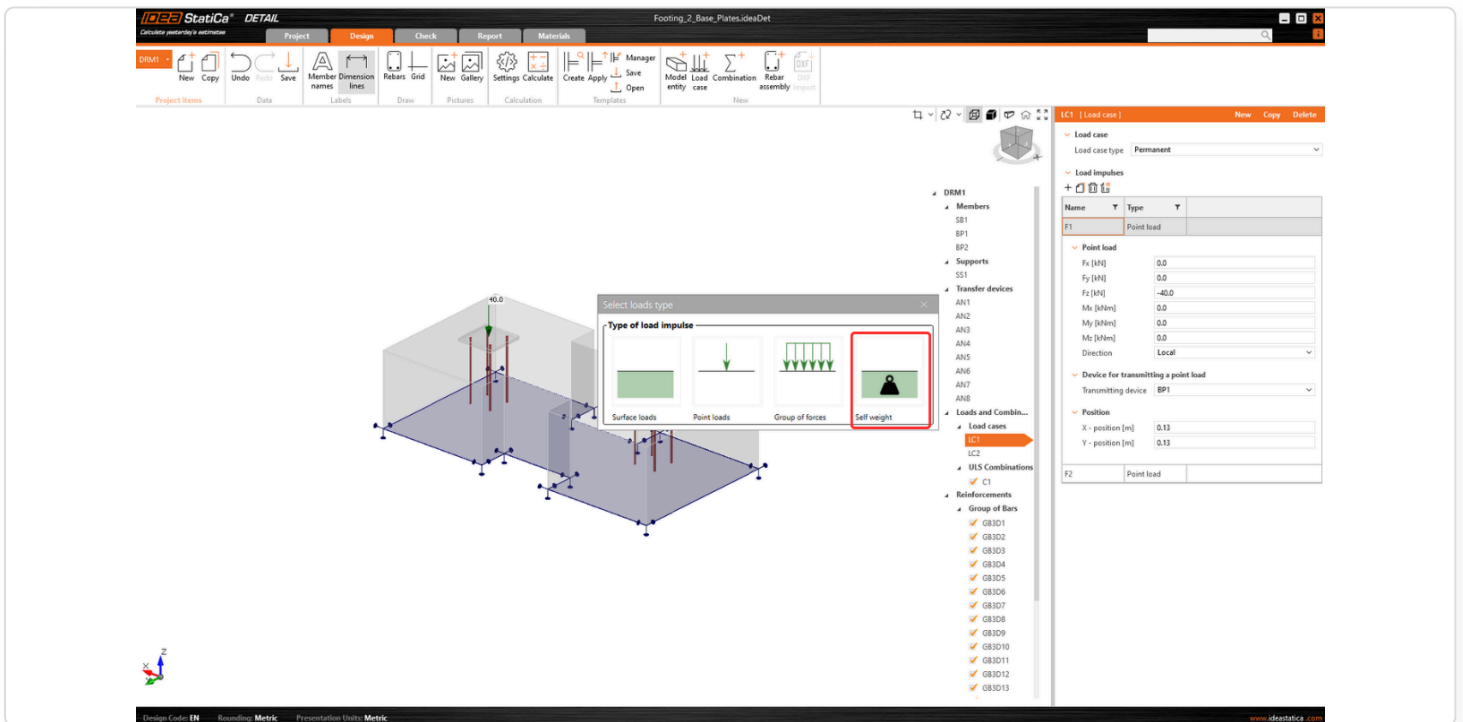 IDEA StatiCa® DETAIL
Calculate yesterday's estimates
Footing_2_Base_Plates.ideaDet
Project Design Check Report Materials
DRM1
New Copy
Undo Redo Save
Member names
Dimension lines
Rebars Grid
New Gallery
Settings Calculate
Create Apply
Manager
Save
Open
Model entity
Load case
Combination
Rebar assembly
DXF Import
Project Items Data Labels Draw Pictures Calculation Templates New
LC1 [Load case] New Copy Delete
Load case
Load case type Permanent
Load impulses
Name Type
F1 Point load
Point load
Fx [kN] 0.0
Fy [kN] 0.0
Fz [kN] -40.0
Mx [kNm] 0.0
My [kNm] 0.0
Mz [kNm] 0.0
Direction Local
Device for transmitting a point load
Transmitting device BP1
Position
X - position [m] 0.13
Y - position [m] 0.13
F2 Point load
DRM1
Members
SB1
BP1
BP2
Supports
SS1
Transfer devices
AN1
AN2
AN3
AN4
AN5
AN6
AN7
AN8
Loads and Combin...
Load cases
LC1
LC2
ULS Combinations
C1
Reinforcements
Group of Bars
GB3D1
GB3D2
GB3D3
GB3D4
GB3D5
GB3D6
GB3D7
GB3D8
GB3D9
GB3D10
GB3D11
GB3D12
GB3D13
40.0
Select loads type
Type of load impulse
Surface loads Point loads Group of forces Self weight
Z
X
Design Code: EN Rounding: Metric Presentation Units: Metric
www.ideastatica.com